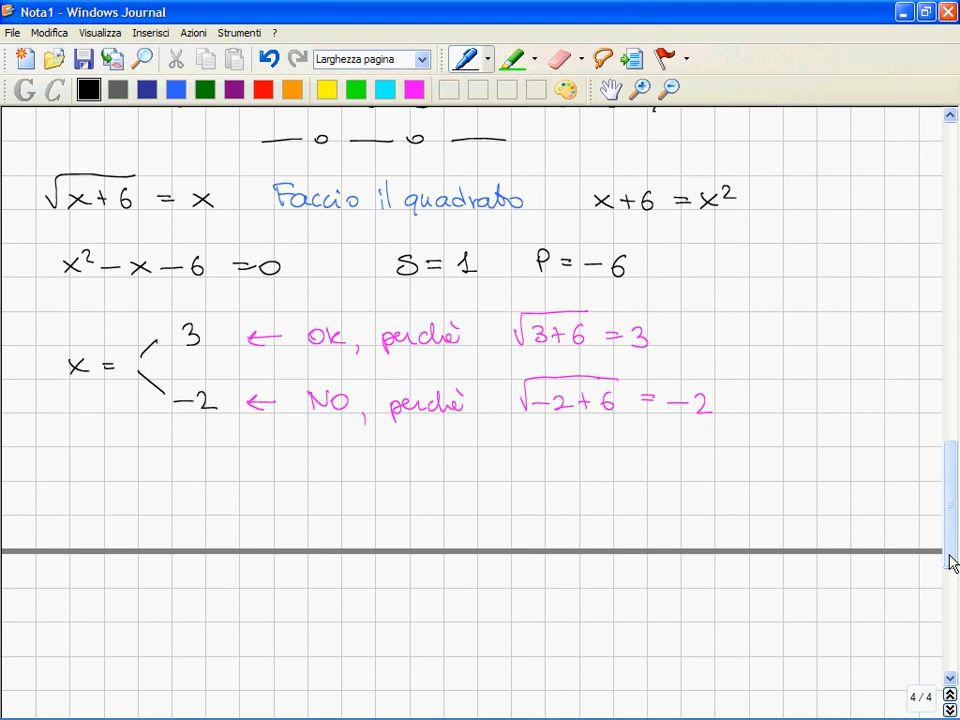 Nota1 - Windows Journal
File Modifica Visualizza Inserisci Azioni Strumenti ?
Larghezza pagina
G C
√x+6 = x Faccio il quadrato x+6 = x²
x² - x - 6 = 0 S = 1 P = -6
3 ← OK, perchè √3+6 = 3
x =
-2 ← NO, perchè √-2+6 = -2
4 / 4